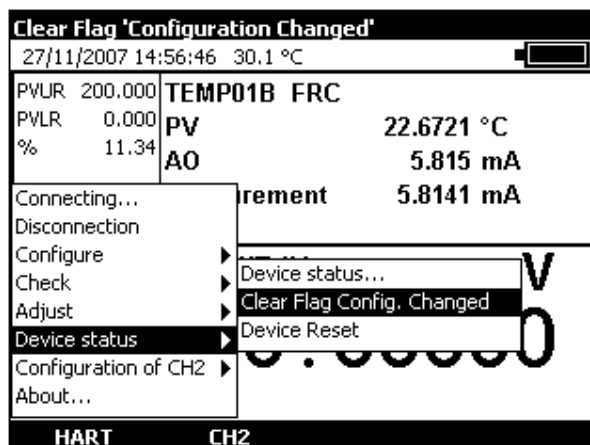 Clear Flag 'Configuration Changed'
27/11/2007 14:56:46 30.1 °C
PVUR 200.000
PVLR 0.000
% 11.34
TEMP01B FRC
PV 22.6721 °C
AO 5.815 mA
5.8141 mA
Connecting...
Disconnection
Configure
Check
Adjust
Device status
Configuration of CH2
About...
Device status...
Clear Flag Config. Changed
Device Reset
V
HART CH2